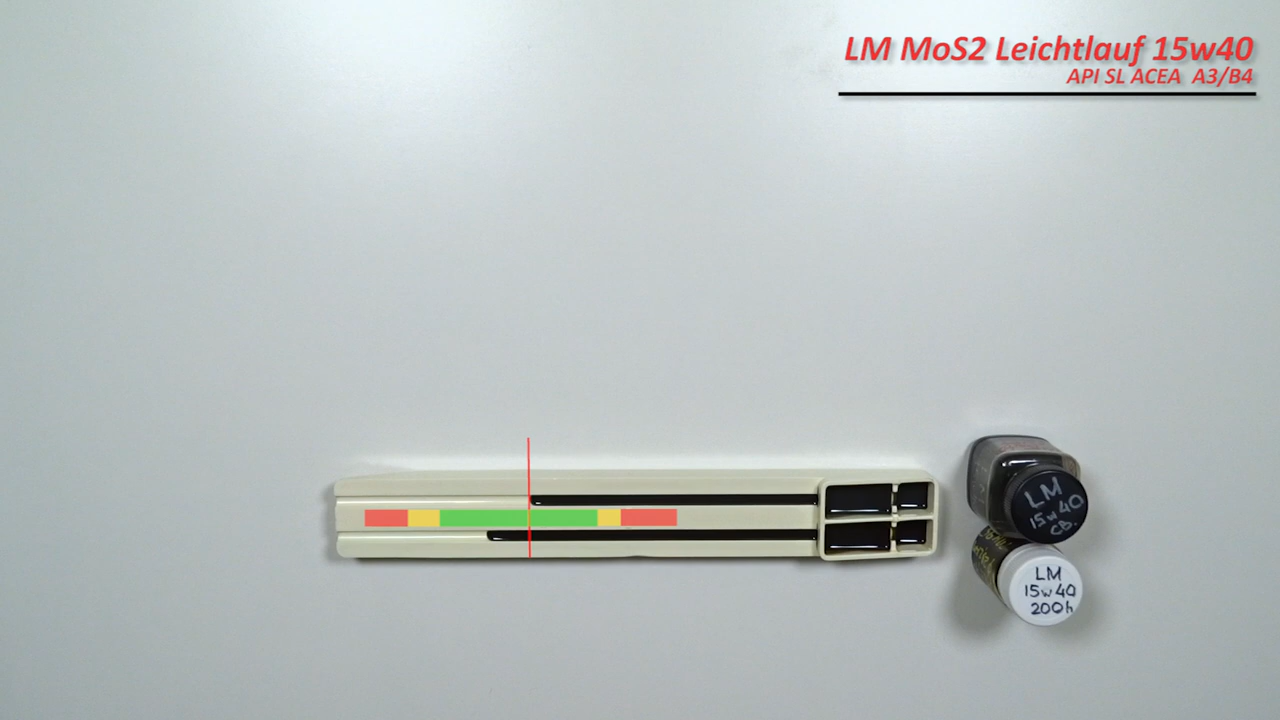 LM MoS2 Leichtlauf 15w40
API SL ACEA A3/B4
LM
15w40
CB.
LM
15w40
200h